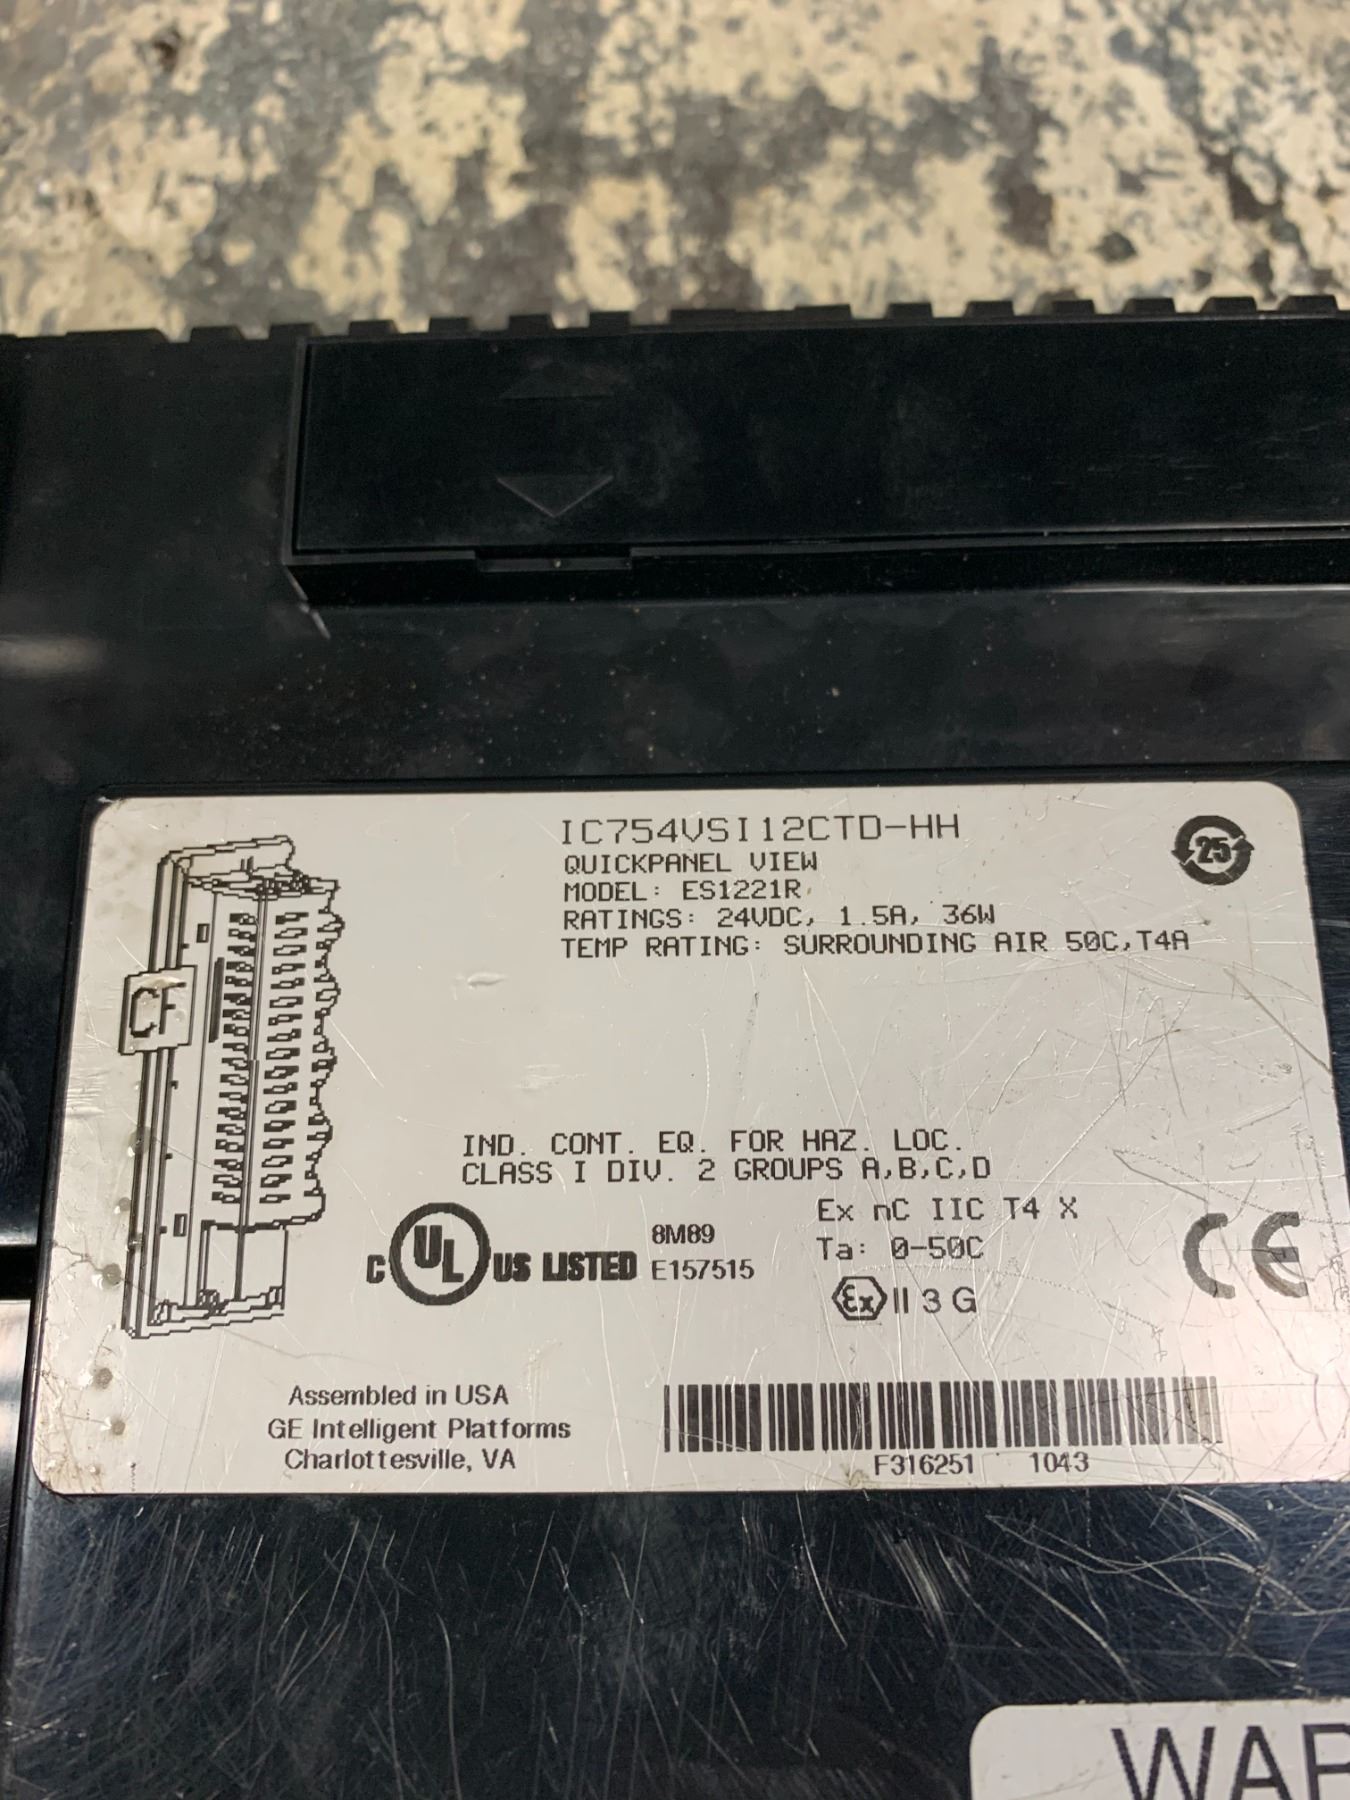 IC754VSI12CTD-HH
QUICKPANEL VIEW
MODEL: ES1221R
RATINGS: 24VDC, 1.5A, 36W
TEMP RATING: SURROUNDING AIR 50C,T4A
25
CF
IND. CONT. EQ. FOR HAZ. LOC.
CLASS I DIV. 2 GROUPS A,B,C,D
Ex nC IIC T4 X
Ta: 0-50C
C UL US LISTED
8M89
E157515
Ex II 3 G
CE
Assembled in USA
GE Intelligent Platforms
Charlottesville, VA
F316251 1043